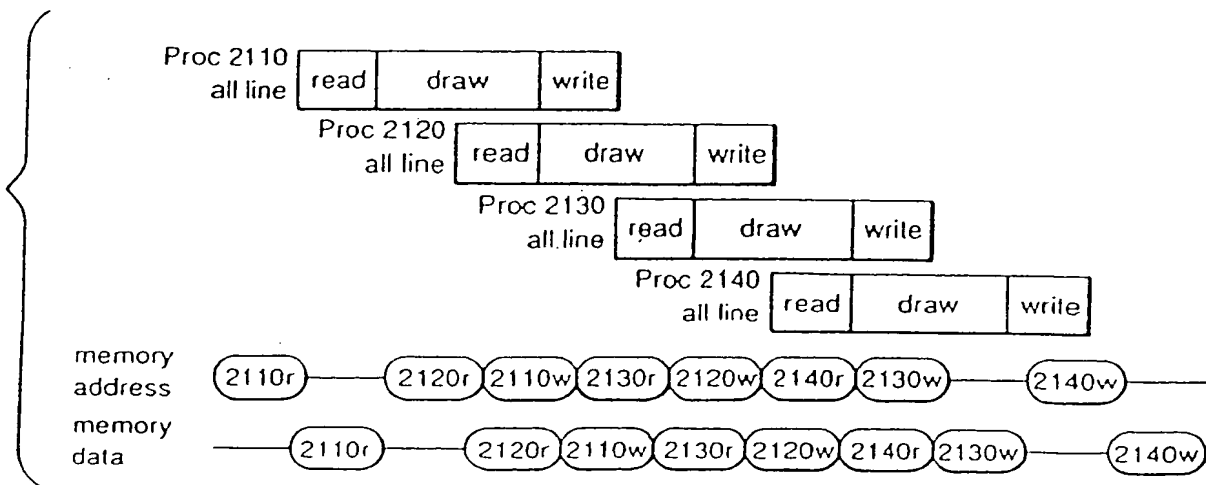 Proc 2110
all line
read draw write
Proc 2120
all line
read draw write
Proc 2130
all line
read draw write
Proc 2140
all line
read draw write
memory
address
2110r 2120r 2110w 2130r 2120w 2140r 2130w 2140w
memory
data
2110r 2120r 2110w 2130r 2120w 2140r 2130w 2140w